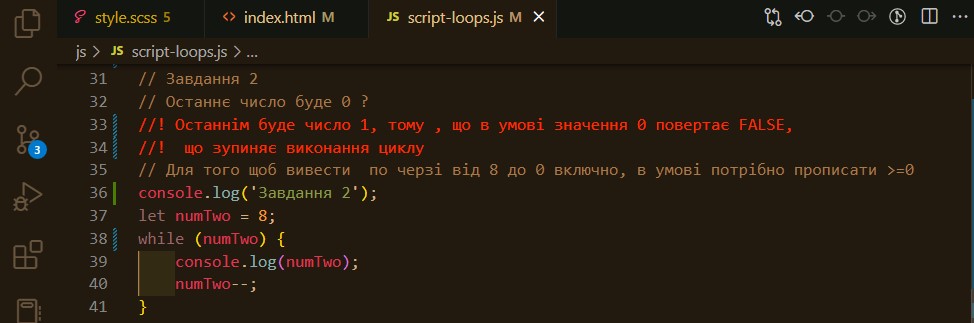 style.scss 5 index.html M script-loops.js M
js > JS script-loops.js > ...
31 // Завдання 2
32 // Останнє число буде 0 ?
33 //! Останнім буде число 1, тому , що в умові значення 0 повертає FALSE,
34 //!  що зупиняє виконання циклу
35 // Для того щоб вивести  по черзі від 8 до 0 включно, в умові потрібно прописати >=0
36 console.log('Завдання 2');
37 let numTwo = 8;
38 while (numTwo) {
39     console.log(numTwo);
40     numTwo--;
41 }
3